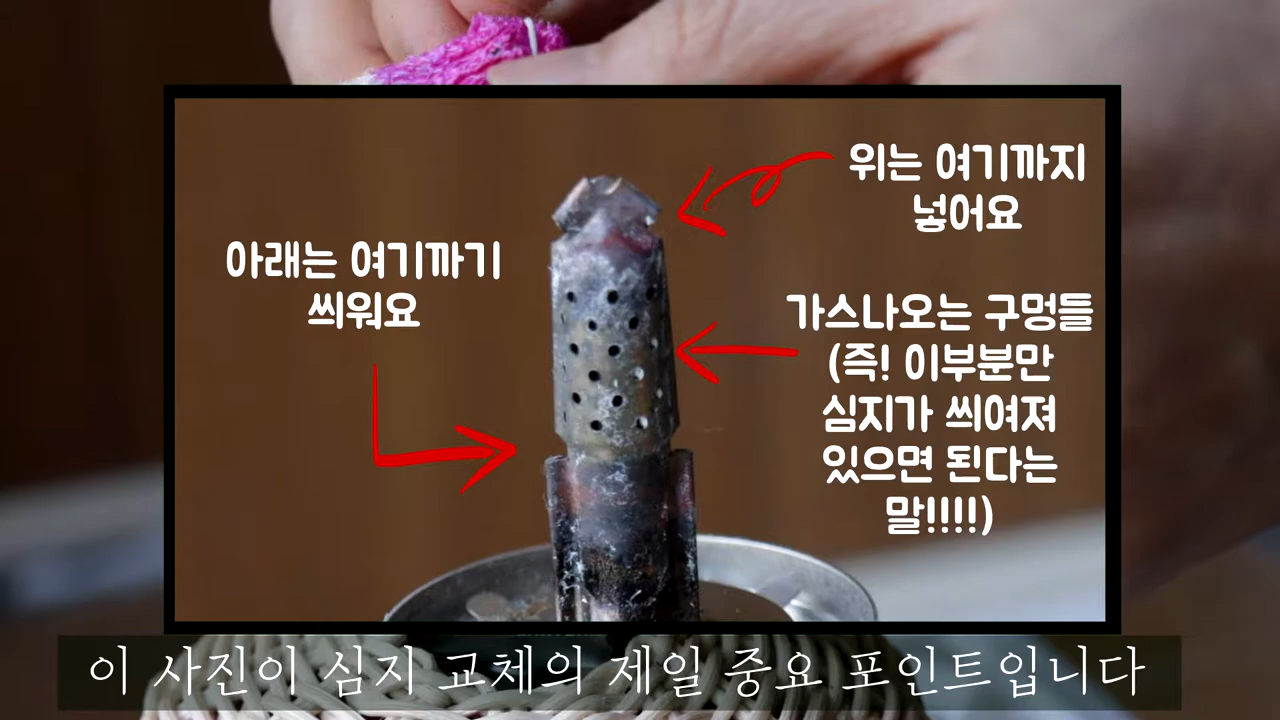 위는 여기까지
넣어요
아래는 여기까기
씌워요
가스나오는 구멍들
(즉! 이부분만
심지가 씌여져
있으면 된다는
말!!!!)
이 사진이 심지 교체의 제일 중요 포인트입니다